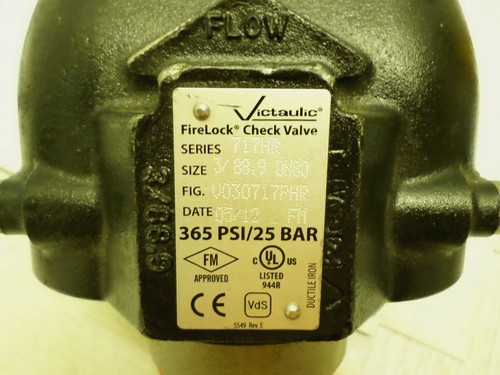 FLOW
Victaulic®
FireLock® Check Valve
SERIES 717HR
SIZE 3/88.9 DN80
FIG. V030717PHR
DATE 05/12 FM
365 PSI/25 BAR
FM
APPROVED
C UL US
LISTED
944R
CE
VdS
DUCTILE IRON
5549 Rev. E